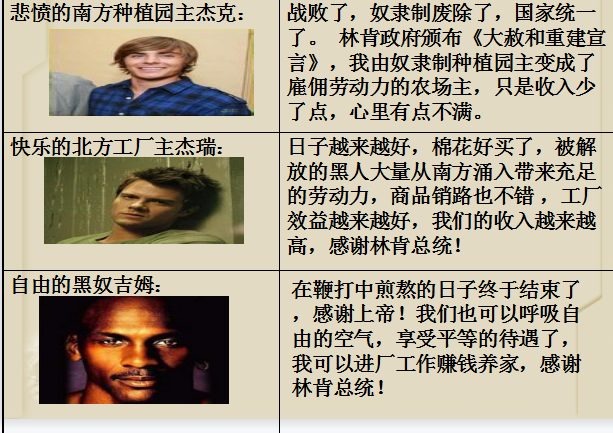 悲愤的南方种植园主杰克：
战败了，奴隶制废除了，国家统一
了。 林肯政府颁布《大赦和重建宣
言》，我由奴隶制种植园主变成了
雇佣劳动力的农场主，只是收入少
了点，心里有点不满。
快乐的北方工厂主杰瑞：
日子越来越好，棉花好买了，被解
放的黑人大量从南方涌入带来充足
的劳动力，商品销路也不错 ，工厂
效益越来越好，我们的收入越来越
高，感谢林肯总统！
自由的黑奴吉姆：
在鞭打中煎熬的日子终于结束了
，感谢上帝！我们也可以呼吸自
由的空气，享受平等的待遇了，
我可以进厂工作赚钱养家，感谢
林肯总统！